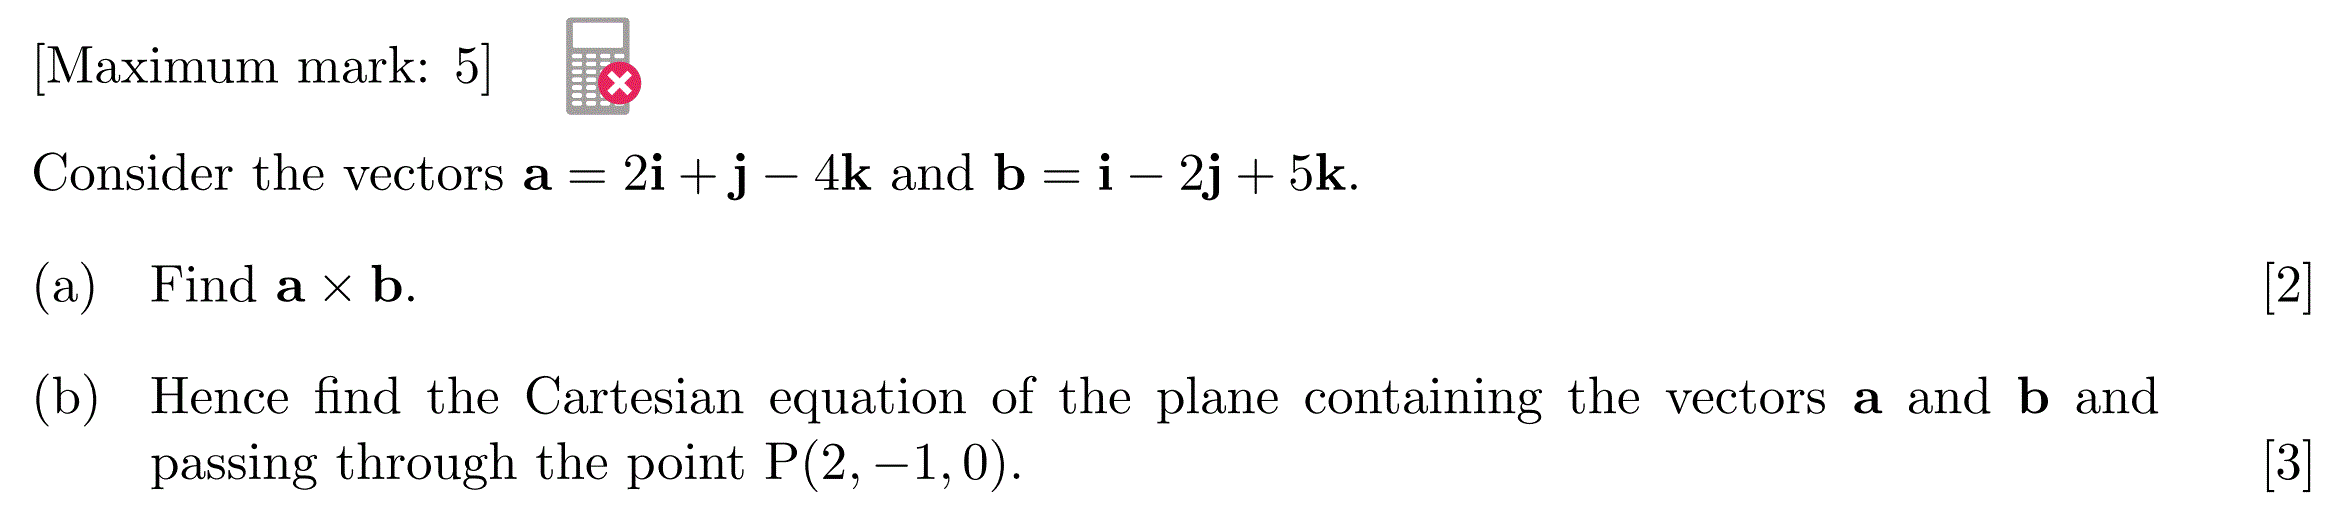 [Maximum mark: 5]
Consider the vectors a = 2i + j − 4k and b = i − 2j + 5k.
(a) Find a × b. [2]
(b) Hence find the Cartesian equation of the plane containing the vectors a and b and
passing through the point P(2, −1, 0). [3]